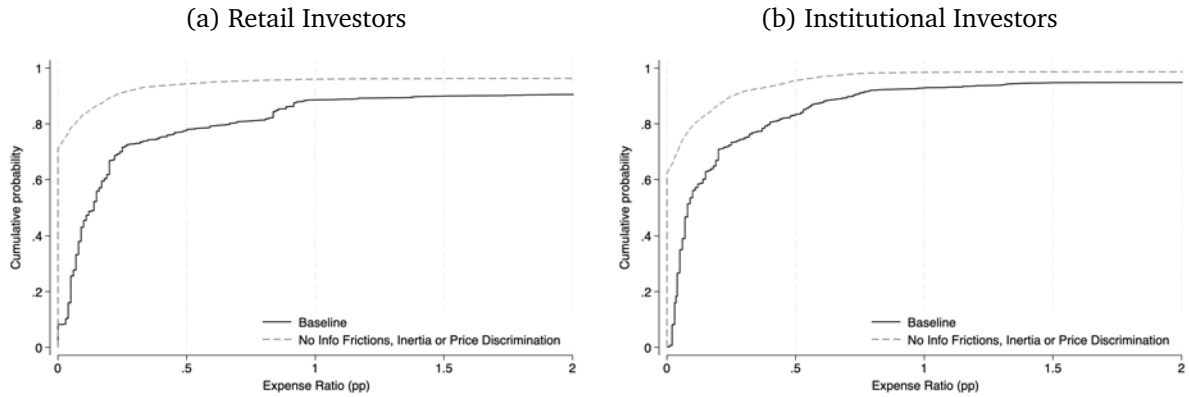 (a) Retail Investors
Cumulative probability
1
.8
.6
.4
.2
0
0
.5
1
1.5
2
Expense Ratio (pp)
Baseline
No Info Frictions, Inertia or Price Discrimination
(b) Institutional Investors
Cumulative probability
1
.8
.6
.4
.2
0
0
.5
1
1.5
2
Expense Ratio (pp)
Baseline
No Info Frictions, Inertia or Price Discrimination